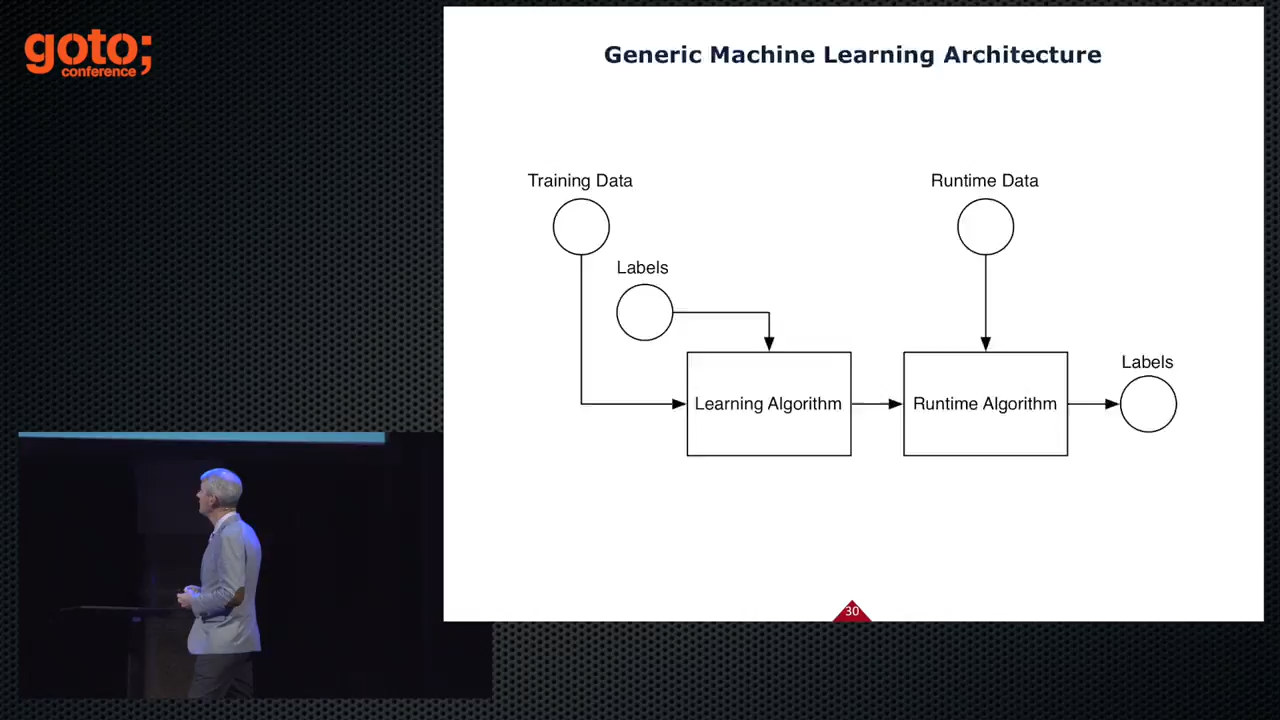 goto;
conference
Generic Machine Learning Architecture
Training Data
Runtime Data
Labels
Labels
Learning Algorithm
Runtime Algorithm
30